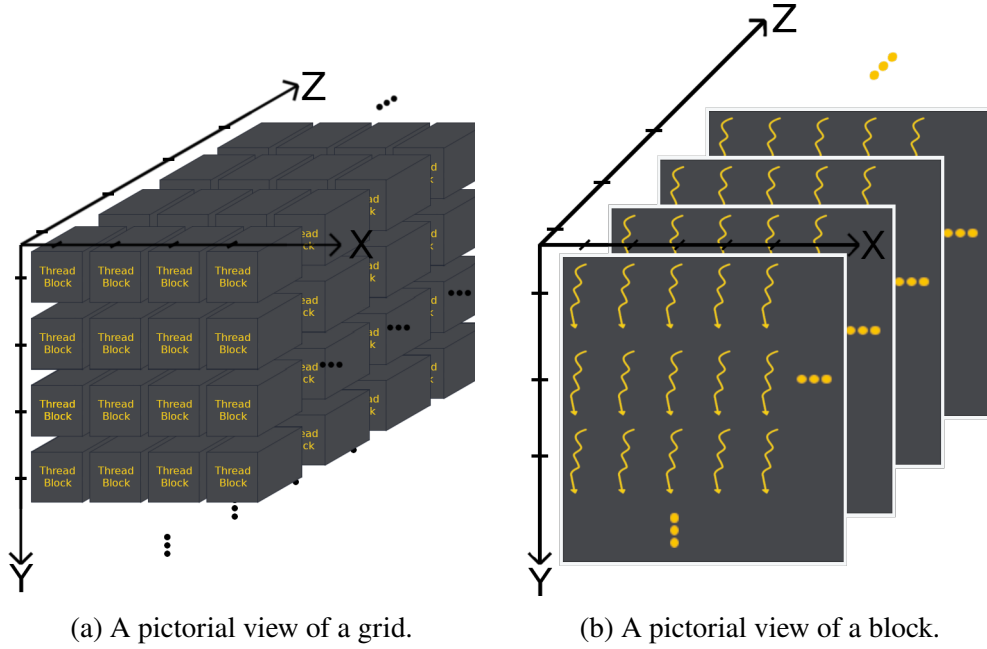 Z
X
Thread
Block
Thread
Block
Thread
Block
Thread
Block
Thread
Block
Thread
Block
Thread
Block
Thread
Block
Thread
Block
Thread
Block
Thread
Block
Thread
Block
Thread
Block
Thread
Block
Thread
Block
Thread
Block
Y
(a) A pictorial view of a grid.
Z
X
Y
(b) A pictorial view of a block.